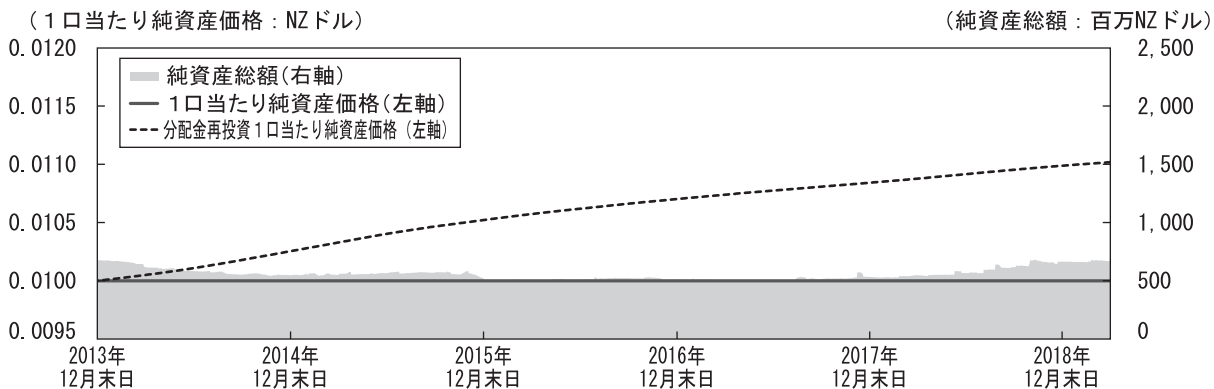 (１口当たり純資産価格：NZドル)
(純資産総額：百万NZドル)
0.0120
2,500
純資産総額(右軸)
１口当たり純資産価格(左軸)
分配金再投資１口当たり純資産価格 (左軸)
0.0115
2,000
0.0110
1,500
0.0105
1,000
0.0100
500
0.0095
0
2013年
12月末日
2014年
12月末日
2015年
12月末日
2016年
12月末日
2017年
12月末日
2018年
12月末日